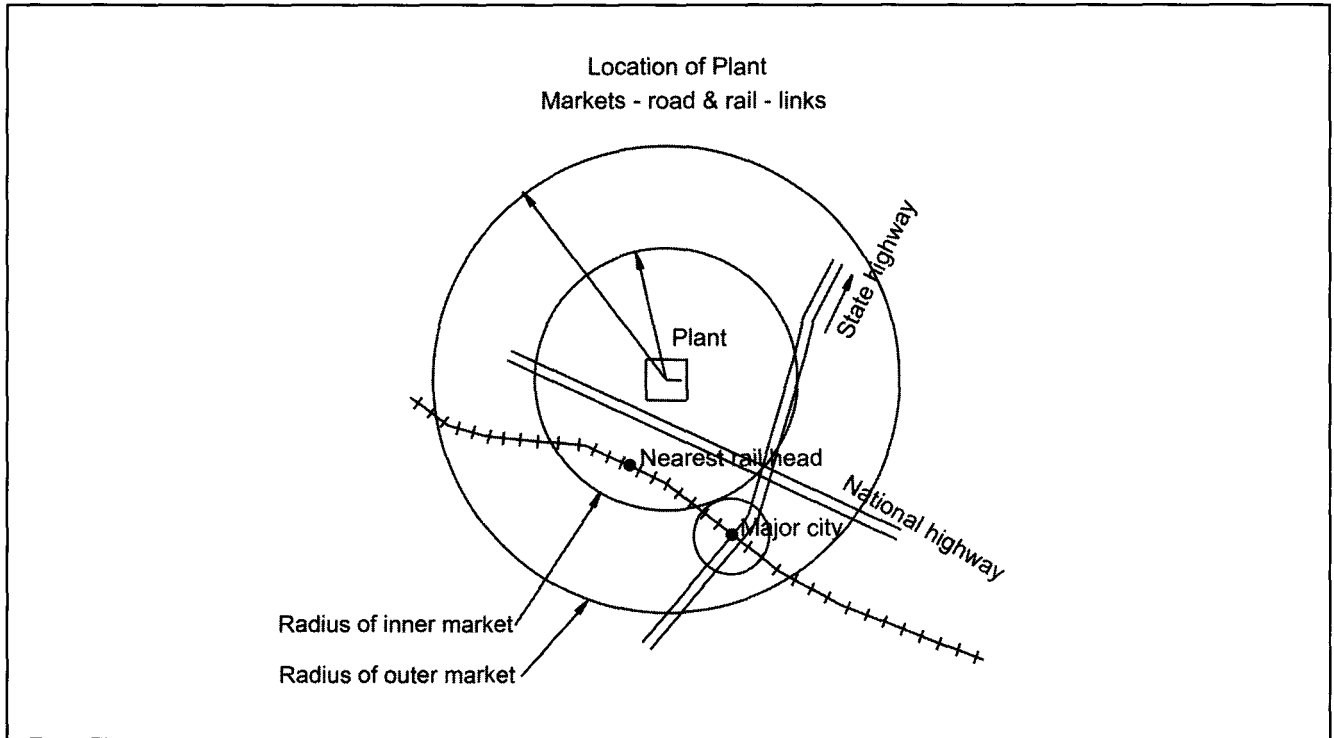 Location of Plant
Markets - road & rail - links
State highway
Plant
Nearest rail head
National highway
Major city
Radius of inner market
Radius of outer market